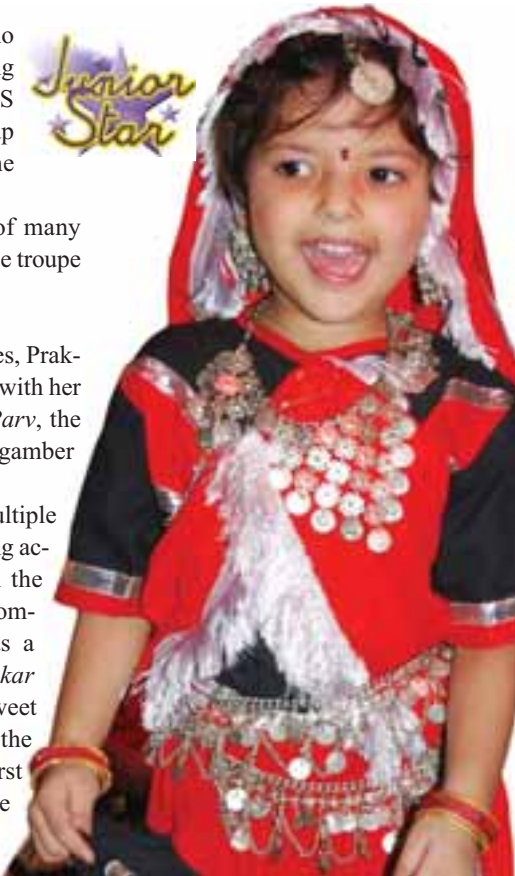 Junior
Star
S
of many
e troupe
es, Prak-
with her
Parv, the
gamber
ultiple
ng ac-
the
om-
s a
kar
weet
the
rst
e